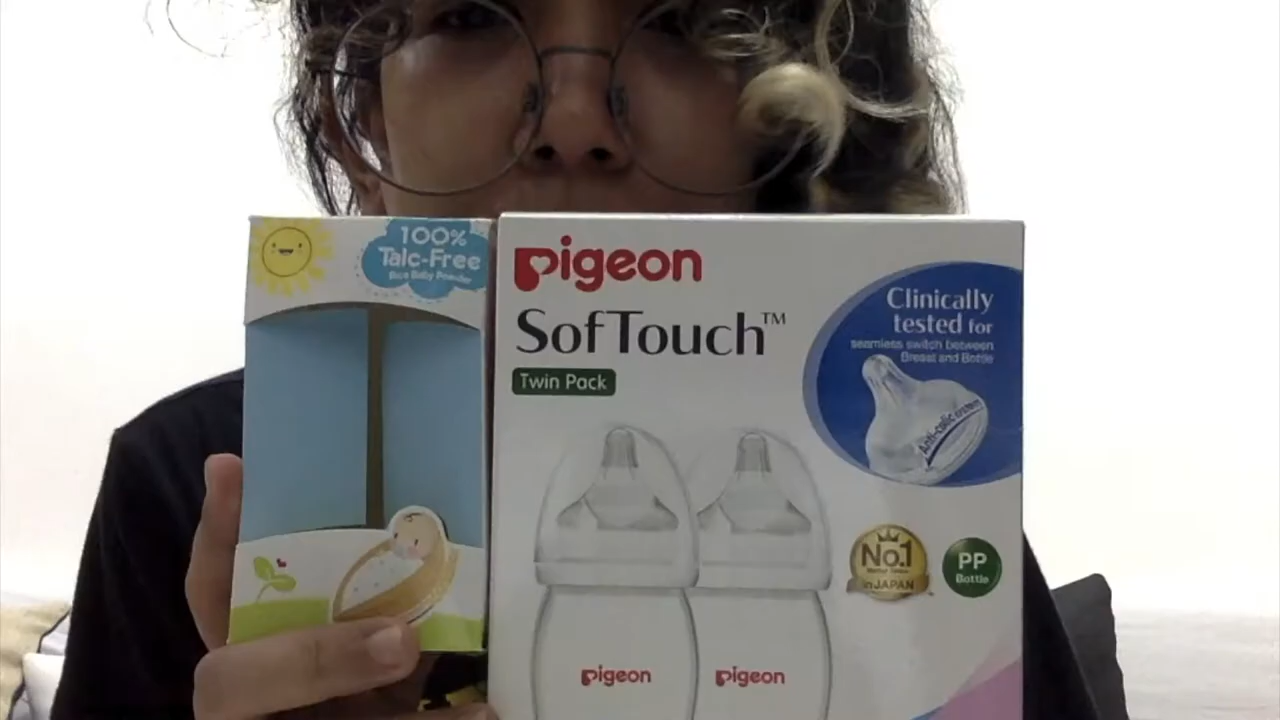 100%
Talc-Free
Rice Baby Powder
pigeon
SofTouch™
Twin Pack
Clinically
tested for
seamless switch between
Breast and Bottle
Anti-colic system
No.1
in JAPAN
PP
Bottle
pigeon
pigeon